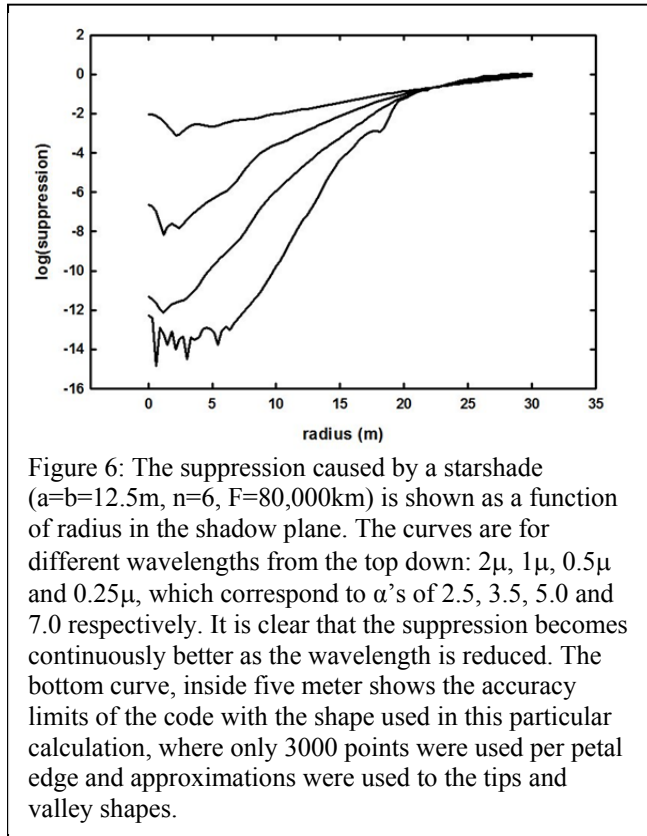 2
0
-2
-4
-6
-8
-10
-12
-14
-16
log(suppression)
0 5 10 15 20 25 30 35
radius (m)
Figure 6: The suppression caused by a starshade
(a=b=12.5m, n=6, F=80,000km) is shown as a function
of radius in the shadow plane. The curves are for
different wavelengths from the top down: 2μ, 1μ, 0.5μ
and 0.25μ, which correspond to α’s of 2.5, 3.5, 5.0 and
7.0 respectively. It is clear that the suppression becomes
continuously better as the wavelength is reduced. The
bottom curve, inside five meter shows the accuracy
limits of the code with the shape used in this particular
calculation, where only 3000 points were used per petal
edge and approximations were used to the tips and
valley shapes.